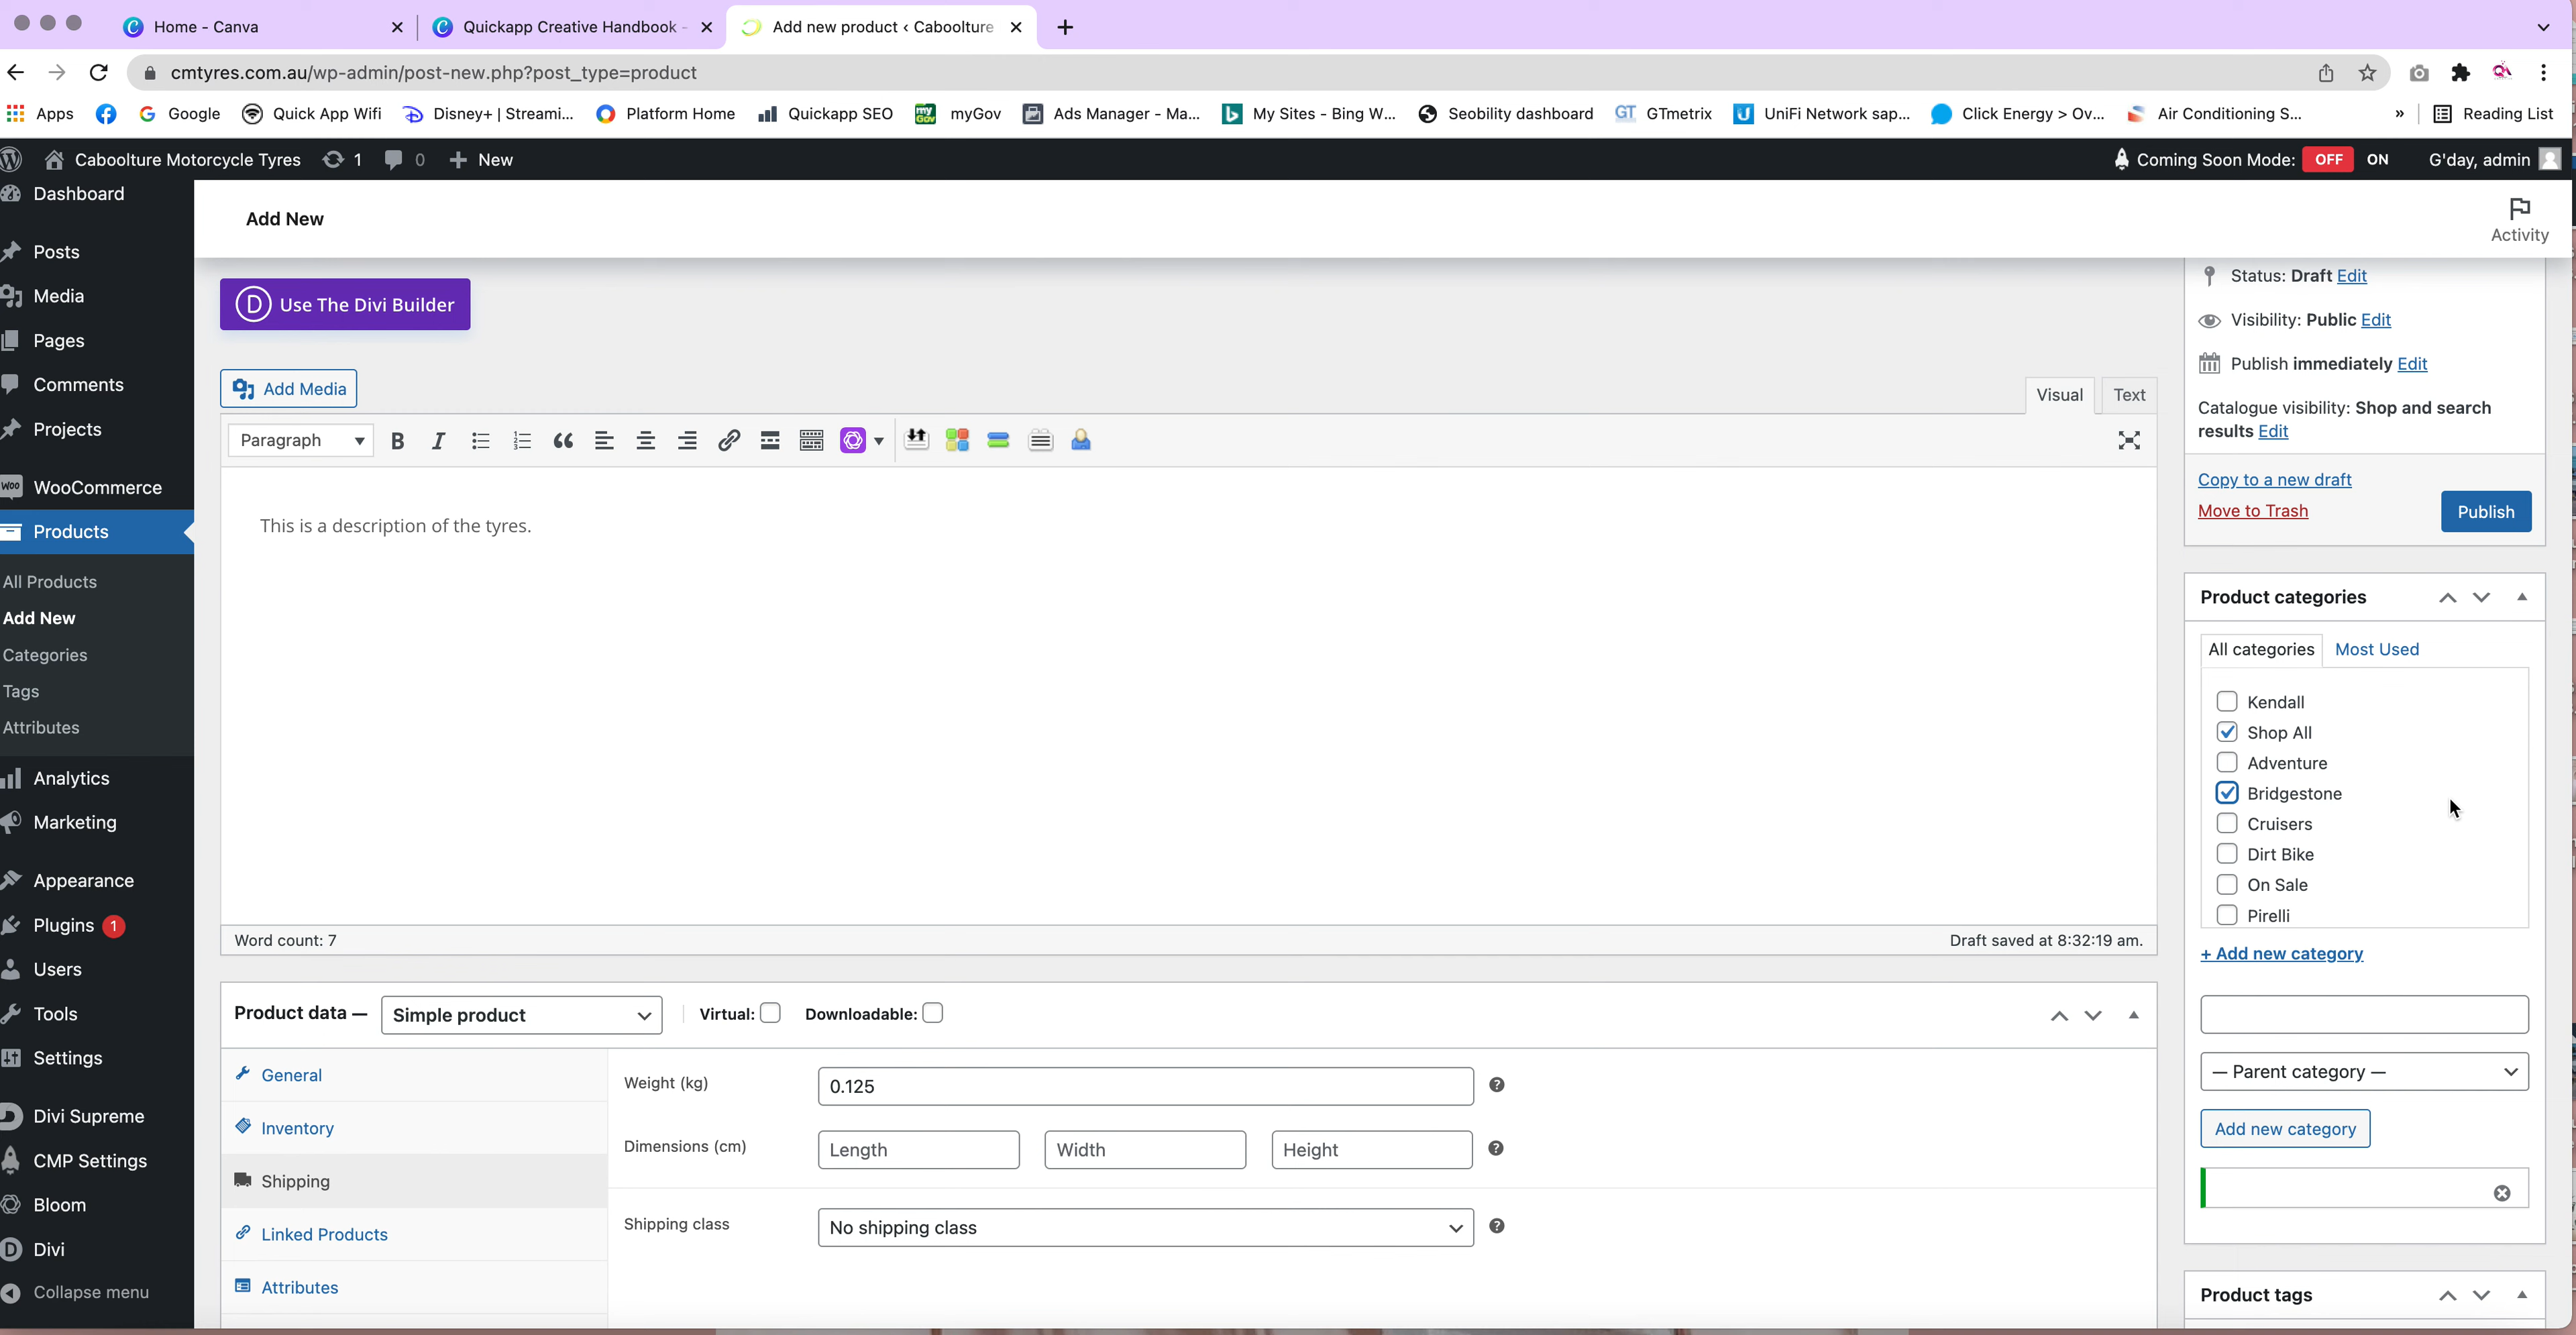 Home - Canva
Quickapp Creative Handbook -
Add new product ‹ Caboolture
cmtyres.com.au/wp-admin/post-new.php?post_type=product
Apps
Google
Quick App Wifi
Disney+ | Streami...
Platform Home
Quickapp SEO
myGov
Ads Manager - Ma...
My Sites - Bing W...
Seobility dashboard
GT GTmetrix
UniFi Network sap...
Click Energy > Ov...
Air Conditioning S...
»
Reading List
Caboolture Motorcycle Tyres
1
0
New
Coming Soon Mode: OFF ON
G'day, admin
Dashboard
Posts
Media
Pages
Comments
Projects
WooCommerce
Products
All Products
Add New
Categories
Tags
Attributes
Analytics
Marketing
Appearance
Plugins 1
Users
Tools
Settings
Divi Supreme
CMP Settings
Bloom
Divi
Collapse menu
Add New
Activity
D Use The Divi Builder
Add Media
Visual Text
Paragraph
This is a description of the tyres.
Word count: 7
Draft saved at 8:32:19 am.
Product data — Simple product Virtual: Downloadable:
General
Inventory
Shipping
Linked Products
Attributes
Weight (kg) 0.125
Dimensions (cm) Length Width Height
Shipping class No shipping class
Status: Draft Edit
Visibility: Public Edit
Publish immediately Edit
Catalogue visibility: Shop and search
results Edit
Copy to a new draft
Move to Trash
Publish
Product categories
All categories Most Used
Kendall
Shop All
Adventure
Bridgestone
Cruisers
Dirt Bike
On Sale
Pirelli
+ Add new category
— Parent category —
Add new category
Product tags